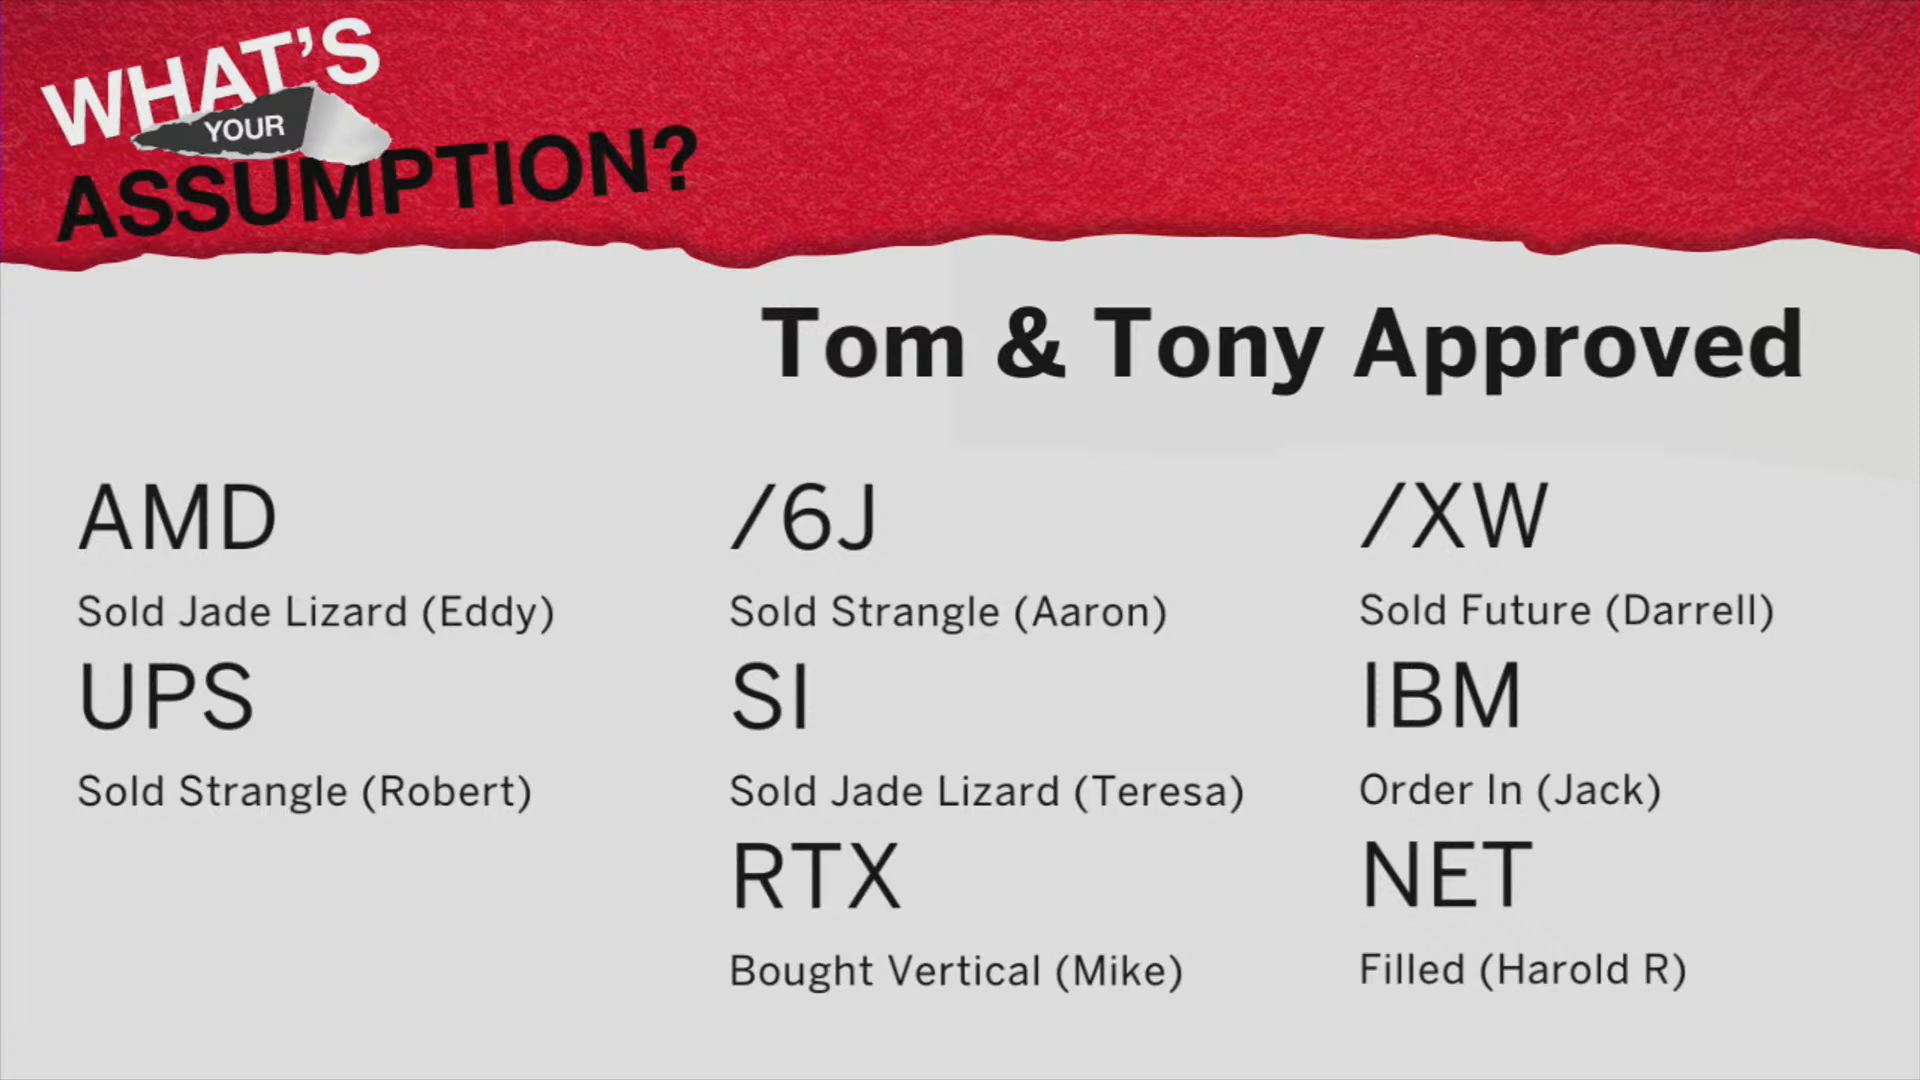 WHAT'S
YOUR
ASSUMPTION?
Tom & Tony Approved
AMD
Sold Jade Lizard (Eddy)
UPS
Sold Strangle (Robert)
/6J
Sold Strangle (Aaron)
SI
Sold Jade Lizard (Teresa)
RTX
Bought Vertical (Mike)
/XW
Sold Future (Darrell)
IBM
Order In (Jack)
NET
Filled (Harold R)